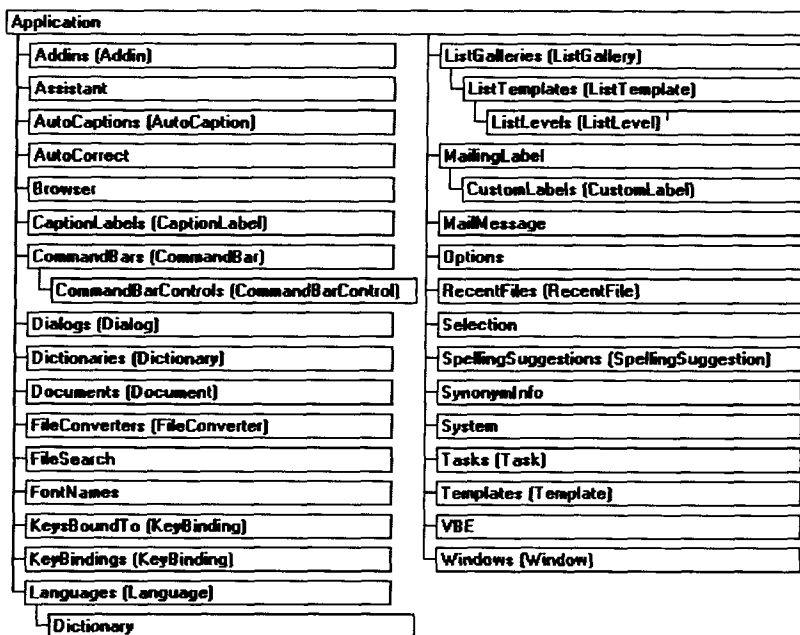 Application
Addins (Addin)
Assistant
AutoCaptions (AutoCaption)
AutoCorrect
Browser
CaptionLabels (CaptionLabel)
CommandBars (CommandBar)
CommandBarControls (CommandBarControl)
Dialogs (Dialog)
Dictionaries (Dictionary)
Documents (Document)
FileConverters (FileConverter)
FileSearch
FontNames
KeysBoundTo (KeyBinding)
KeyBindings (KeyBinding)
Languages (Language)
Dictionary
ListGalleries (ListGallery)
ListTemplates (ListTemplate)
ListLevels (ListLevel)
MailingLabel
CustomLabels (CustomLabel)
MailMessage
Options
RecentFiles (RecentFile)
Selection
SpellingSuggestions (SpellingSuggestion)
SynonymInfo
System
Tasks (Task)
Templates (Template)
VBE
Windows (Window)